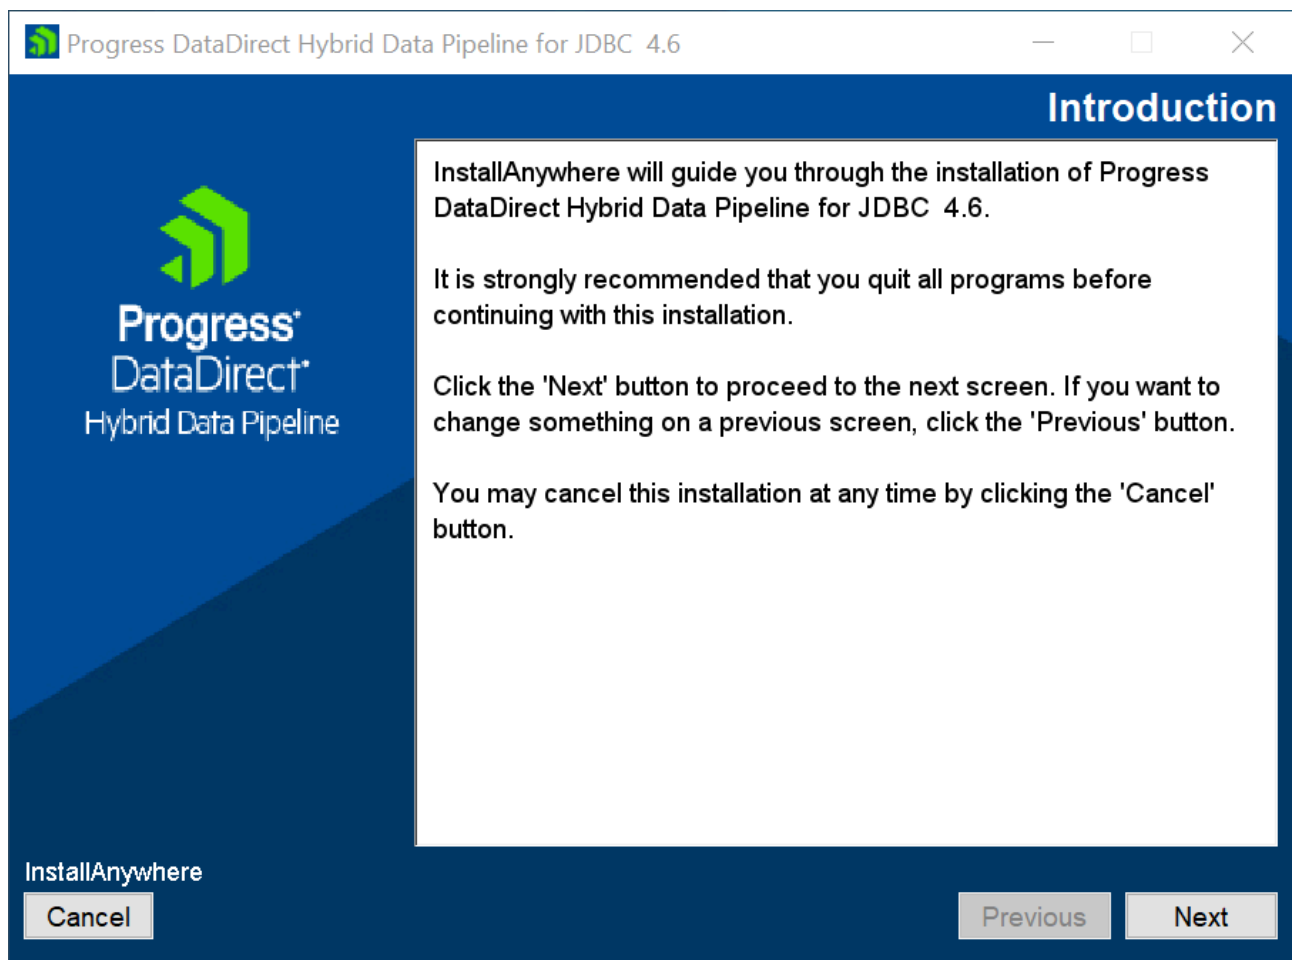 Progress DataDirect Hybrid Data Pipeline for JDBC  4.6
Introduction
InstallAnywhere will guide you through the installation of Progress
DataDirect Hybrid Data Pipeline for JDBC  4.6.
It is strongly recommended that you quit all programs before
continuing with this installation.
Click the 'Next' button to proceed to the next screen. If you want to
change something on a previous screen, click the 'Previous' button.
You may cancel this installation at any time by clicking the 'Cancel'
button.
Progress
DataDirect
Hybrid Data Pipeline
InstallAnywhere
Cancel
Previous
Next